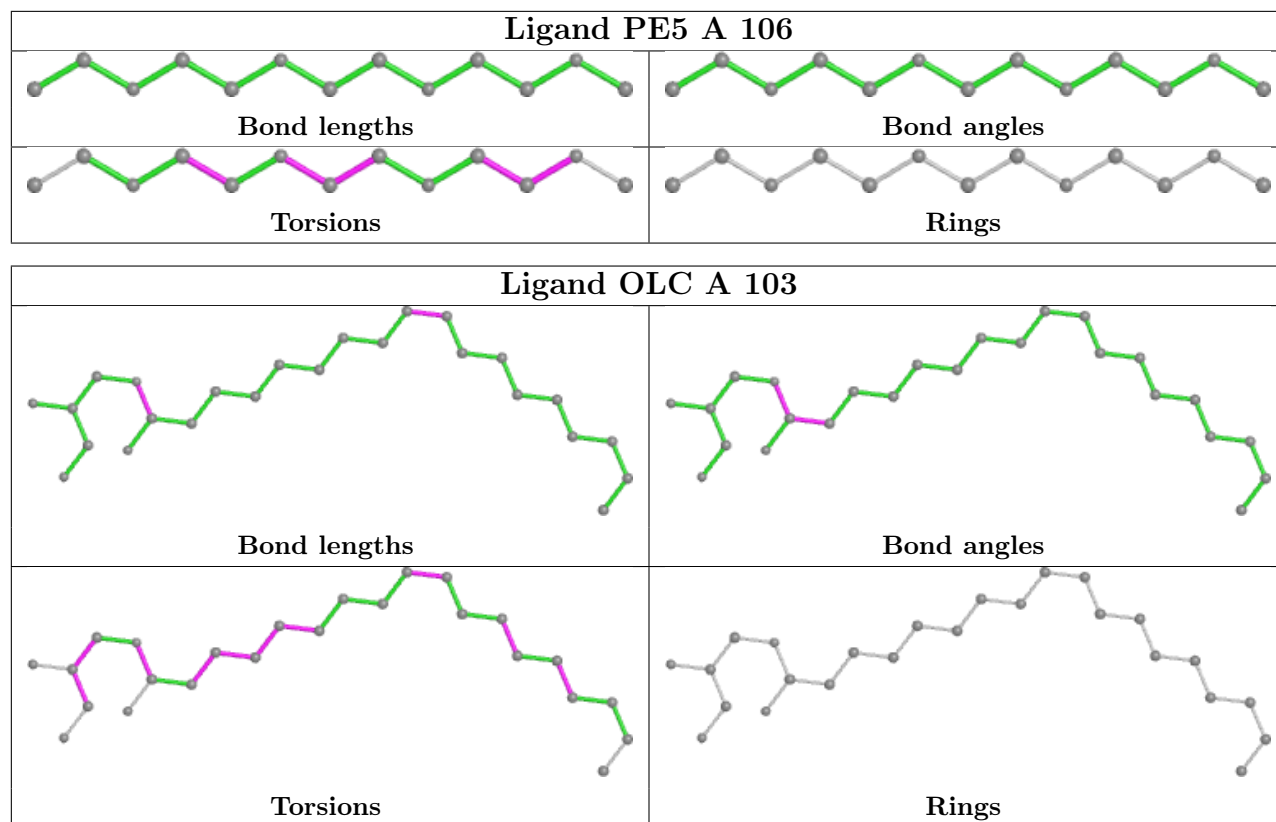 Ligand PE5 A 106
Bond lengths
Bond angles
Torsions
Rings
Ligand OLC A 103
Bond lengths
Bond angles
Torsions
Rings